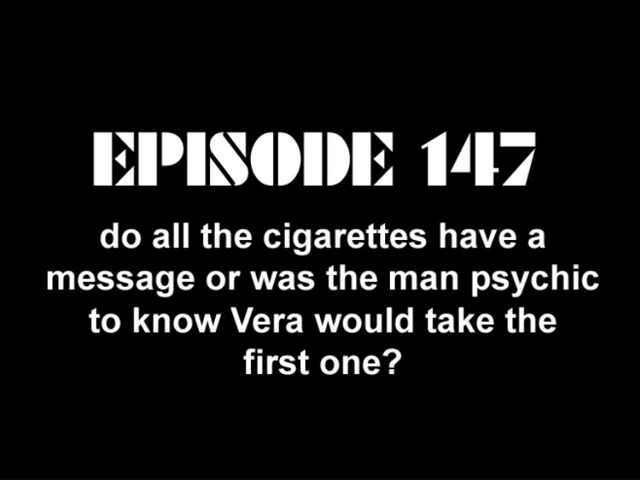 EPISODE 147
do all the cigarettes have a
message or was the man psychic
to know Vera would take the
first one?